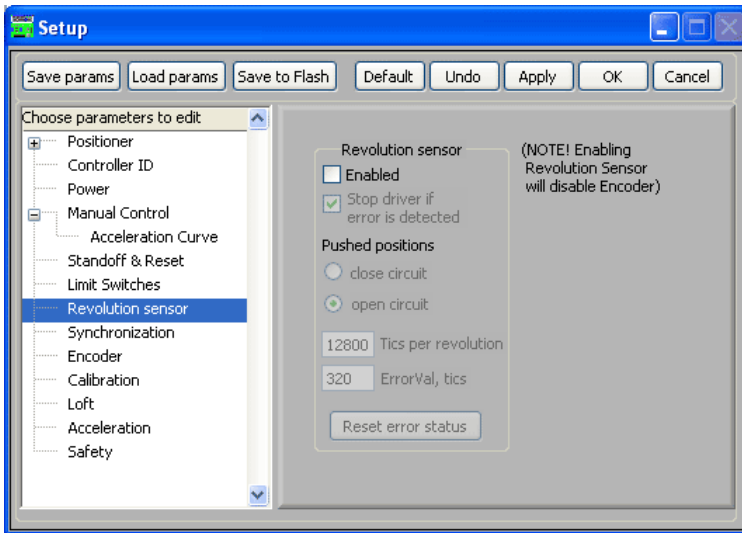 Setup
Save params Load params Save to Flash Default Undo Apply OK Cancel
Choose parameters to edit
Positioner
Controller ID
Power
Manual Control
Acceleration Curve
Standoff & Reset
Limit Switches
Revolution sensor
Synchronization
Encoder
Calibration
Loft
Acceleration
Safety
Revolution sensor
Enabled
Stop driver if
error is detected
Pushed positions
close circuit
open circuit
12800 Tics per revolution
320 ErrorVal, tics
Reset error status
(NOTE! Enabling
Revolution Sensor
will disable Encoder)